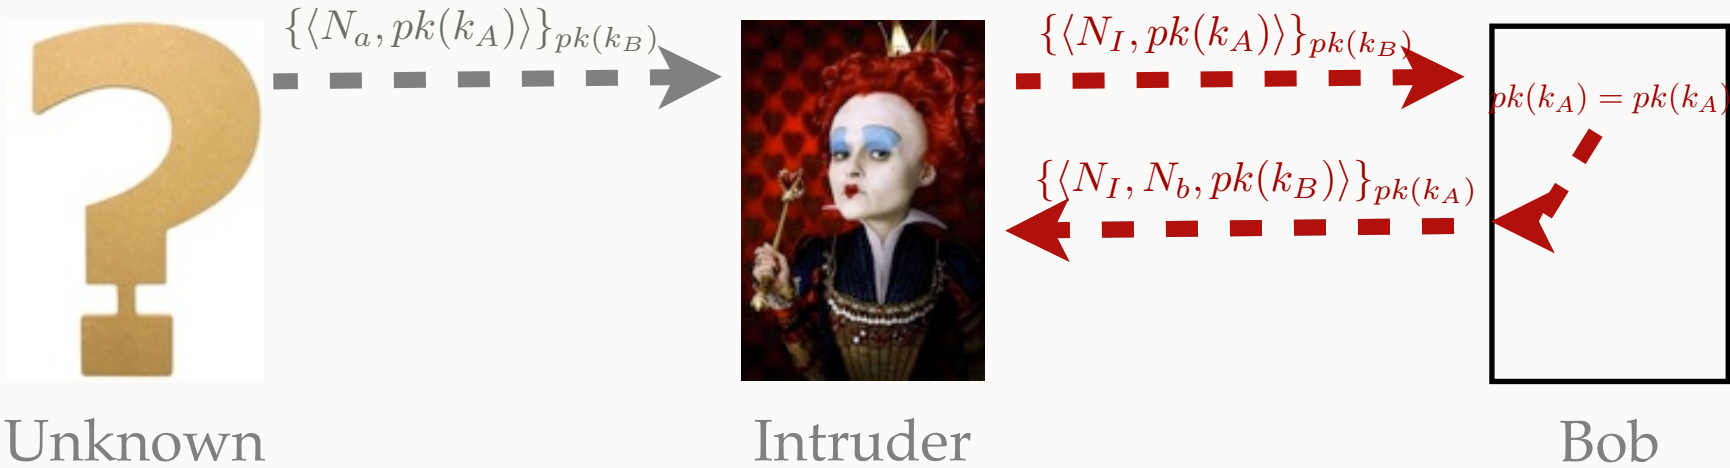 {⟨N_a, pk(k_A)⟩}_{pk(k_B)}
{⟨N_I, pk(k_A)⟩}_{pk(k_B)}
pk(k_A) = pk(k_A)
{⟨N_I, N_b, pk(k_B)⟩}_{pk(k_A)}
Unknown
Intruder
Bob